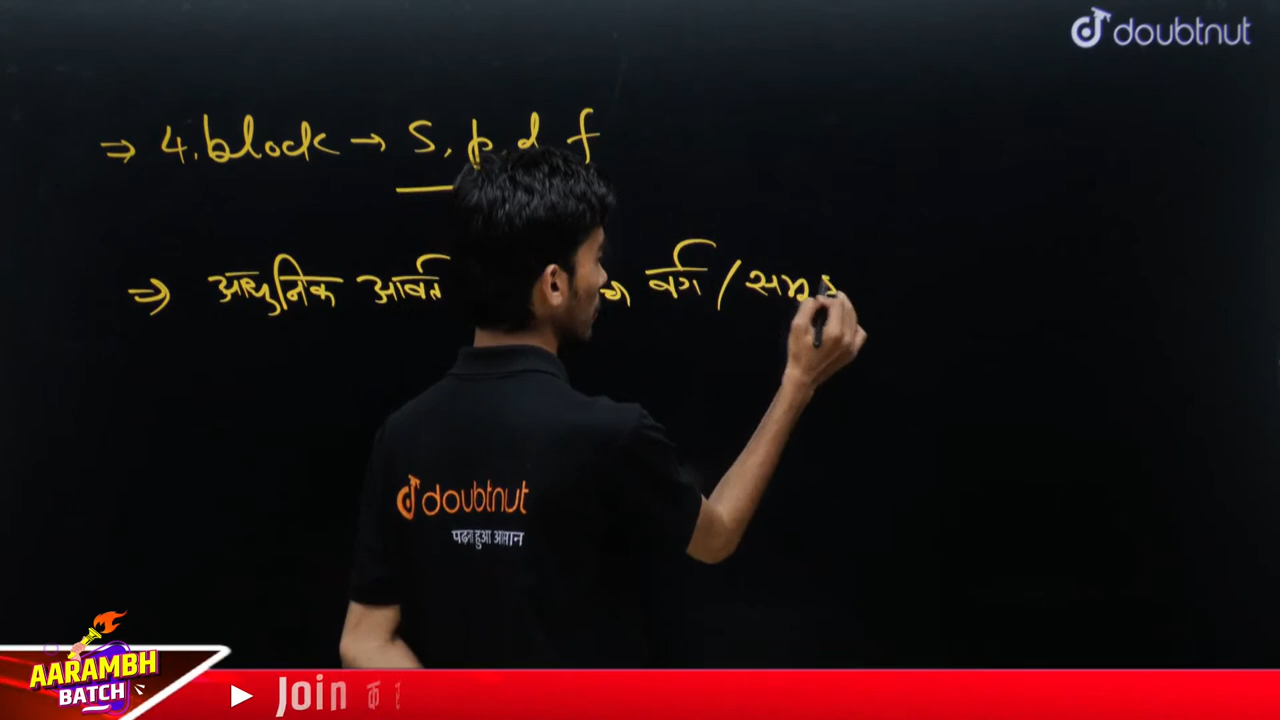 doubtnut
⇒ 4. block → s, p, d, f
⇒ आधुनिक आवर्त वर्ग / समूह
doubtnut
पढ़ना हुआ आसान
AARAMBH
BATCH
Join